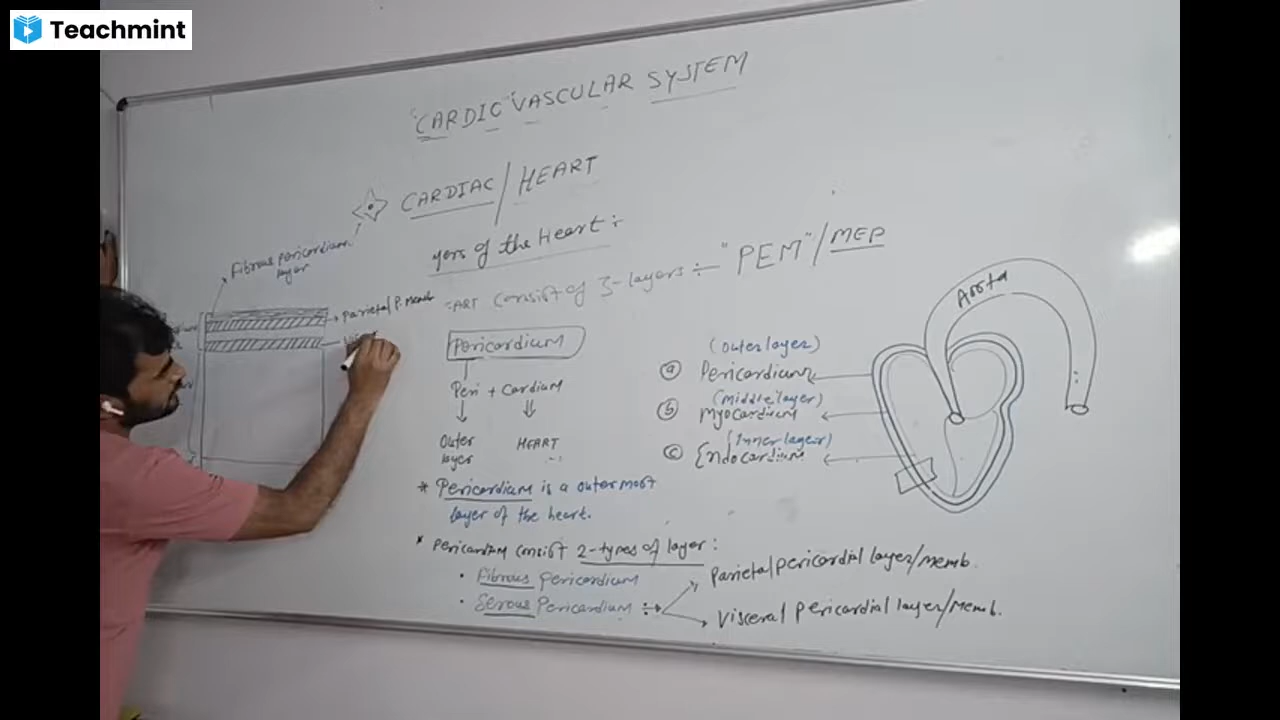 Teachmint
"CARDIO" VASCULAR SYSTEM
CARDIAC / HEART
yers of the Heart :
ART consist of 3-layers :- "PEM" / MEP
Fibrous pericardium
layer
Parietal P. Memb
Pericardium
Peri + Cardium
Outer
layer
HEART
(Outer layer)
a Pericardium
(middle layer)
b myocardium
(Inner layer)
c Endocardium
Aorta
* Pericardium is a outermost
layer of the heart.
* Pericardium consist 2-types of layer :
• Fibrous pericardium
• Serous Pericardium
Parietal pericardial layer/memb.
Visceral pericardial layer/Memb.